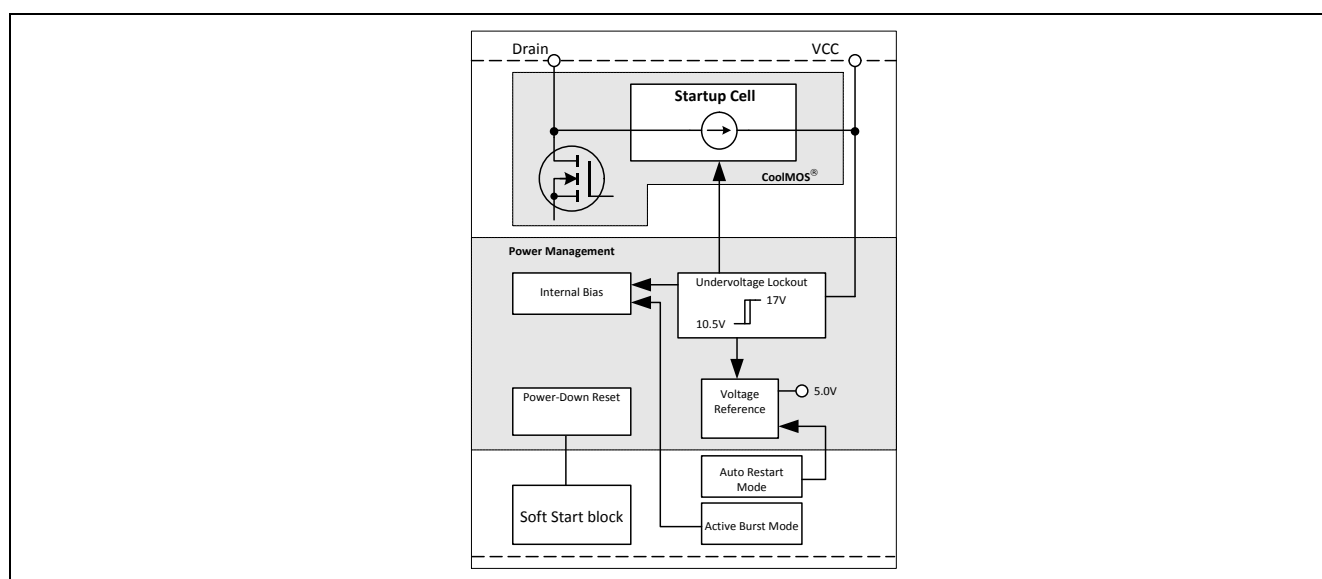 Drain
VCC
Startup Cell
CoolMOS®
Power Management
Internal Bias
Undervoltage Lockout
17V
10.5V
Power-Down Reset
Voltage
Reference
5.0V
Auto Restart
Mode
Soft Start block
Active Burst Mode